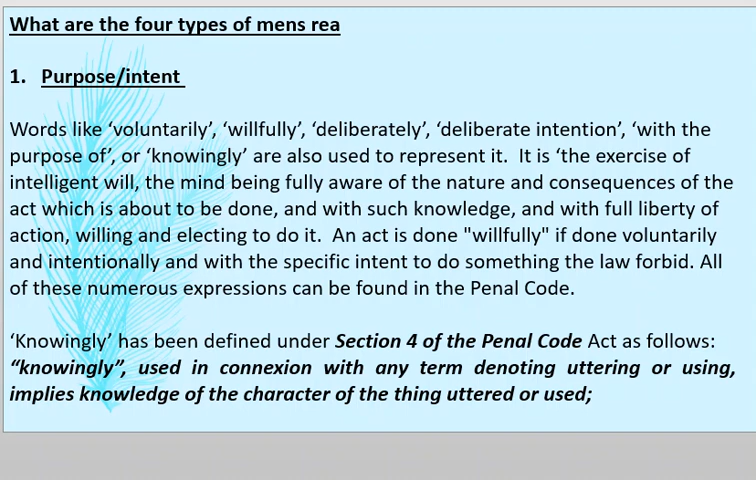 What are the four types of mens rea
1. Purpose/intent
Words like ‘voluntarily’, ‘willfully’, ‘deliberately’, ‘deliberate intention’, ‘with the
purpose of’, or ‘knowingly’ are also used to represent it. It is ‘the exercise of
intelligent will, the mind being fully aware of the nature and consequences of the
act which is about to be done, and with such knowledge, and with full liberty of
action, willing and electing to do it. An act is done "willfully" if done voluntarily
and intentionally and with the specific intent to do something the law forbid. All
of these numerous expressions can be found in the Penal Code.
‘Knowingly’ has been defined under Section 4 of the Penal Code Act as follows:
“knowingly”, used in connexion with any term denoting uttering or using,
implies knowledge of the character of the thing uttered or used;